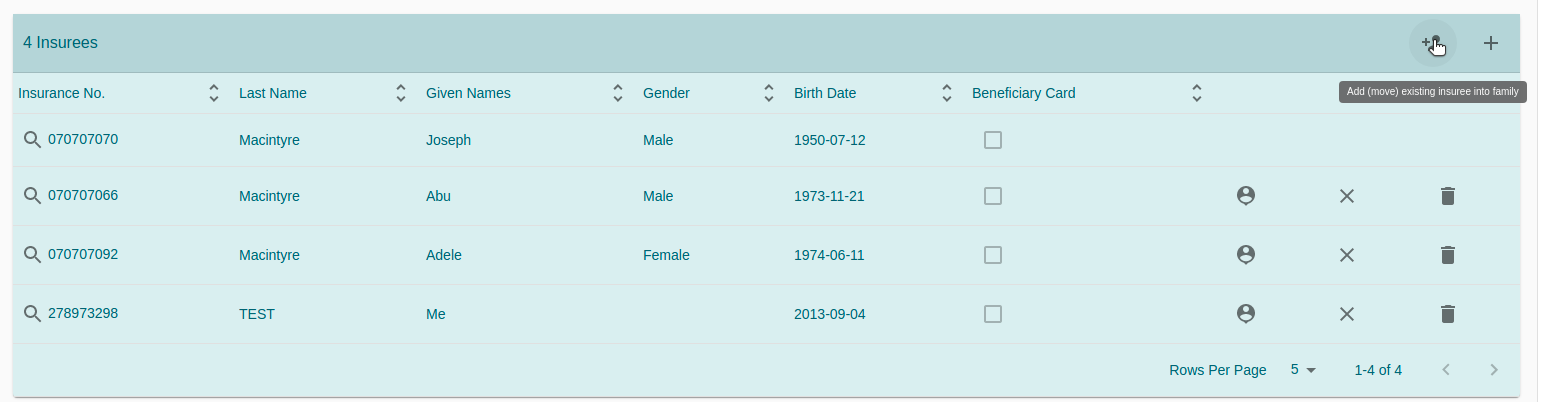 4 Insurees
Add (move) existing insuree into family
Insurance No. Last Name Given Names Gender Birth Date Beneficiary Card
070707070 Macintyre Joseph Male 1950-07-12
070707066 Macintyre Abu Male 1973-11-21
070707092 Macintyre Adele Female 1974-06-11
278973298 TEST Me 2013-09-04
Rows Per Page 5 1-4 of 4